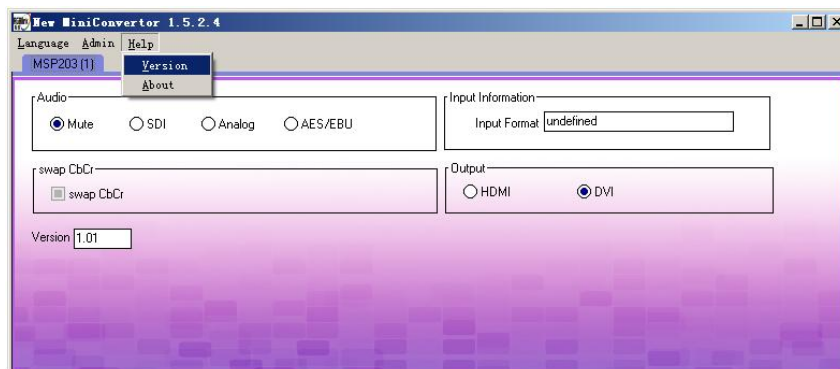 New MiniConvertor 1.5.2.4
Language Admin Help
MSP203 (1)
Version
About
Audio
Mute SDI Analog AES/EBU
Input Information
Input Format undefined
swap CbCr
swap CbCr
Output
HDMI DVI
Version 1.01